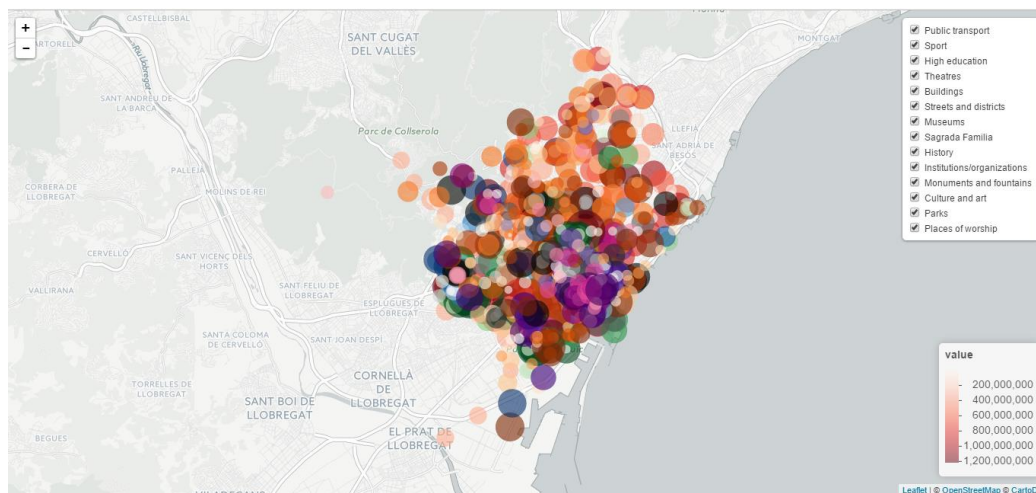 +
−
CASTELLBISBAL
MONTGAT
SANT CUGAT
DEL VALLÈS
Riu Llobregat
SANT ANDREU DE
LA BARCA
Parc de Collserola
LLEFIÀ
SANT ADRIÀ DE
BESÒS
PALLEJÀ
MOLINS DE REI
CORBERA DE
LLOBREGAT
CERVELLÓ
SANT VICENÇ DELS
HORTS
SANT FELIU DE
LLOBREGAT
VALLIRANA
ESPLUGUES DE
LLOBREGAT
SANTA COLOMA
DE CERVELLÓ
SANT JOAN DESPÍ
CORNELLÀ
DE
LLOBREGAT
TORRELLES DE
LLOBREGAT
SANT BOI DE
LLOBREGAT
EL PRAT DE
LLOBREGAT
BEGUES
Public transport
Sport
High education
Theatres
Buildings
Streets and districts
Museums
Sagrada Familia
History
Institutions/organizations
Monuments and fountains
Culture and art
Parks
Places of worship
value
200,000,000
400,000,000
600,000,000
800,000,000
1,000,000,000
1,200,000,000
Leaflet | © OpenStreetMap © CartoD